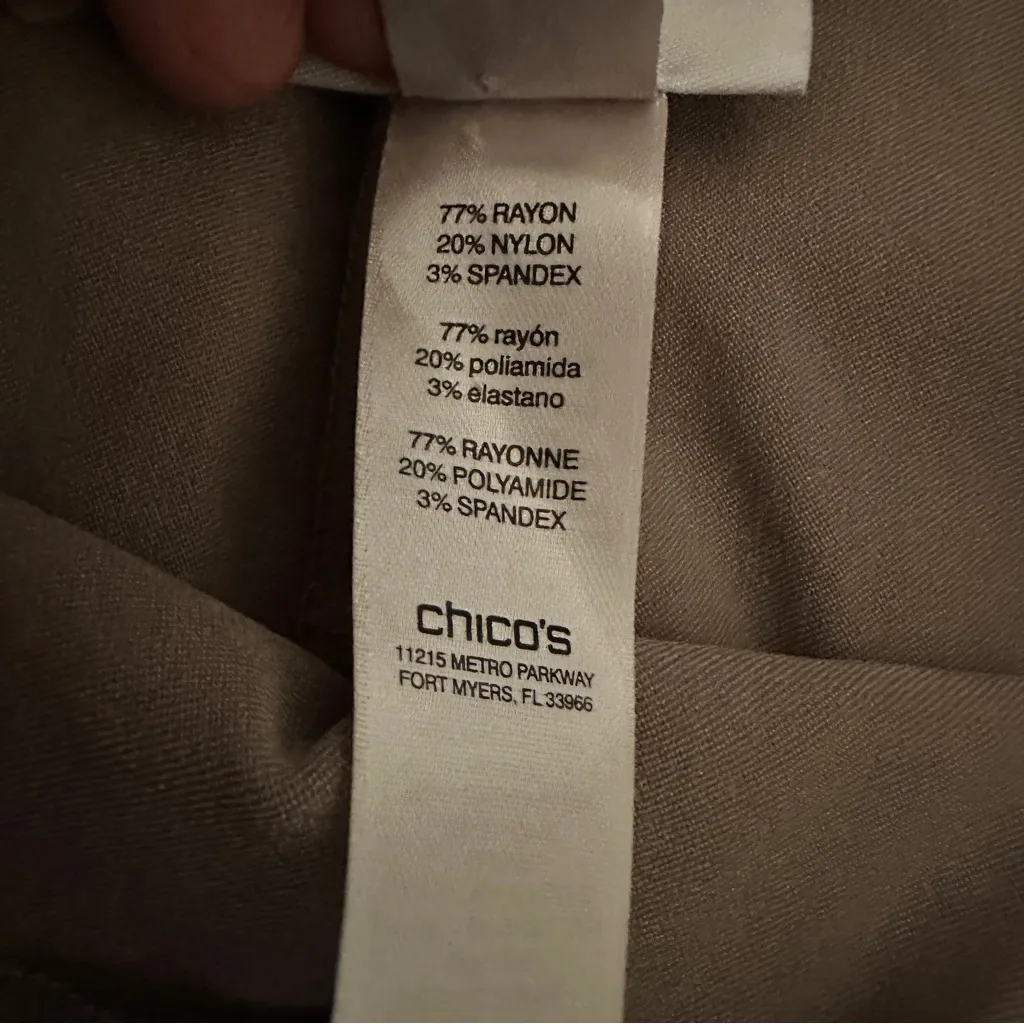 77% RAYON
20% NYLON
3% SPANDEX
77% rayón
20% poliamida
3% elastano
77% RAYONNE
20% POLYAMIDE
3% SPANDEX
chico's
11215 METRO PARKWAY
FORT MYERS, FL 33966